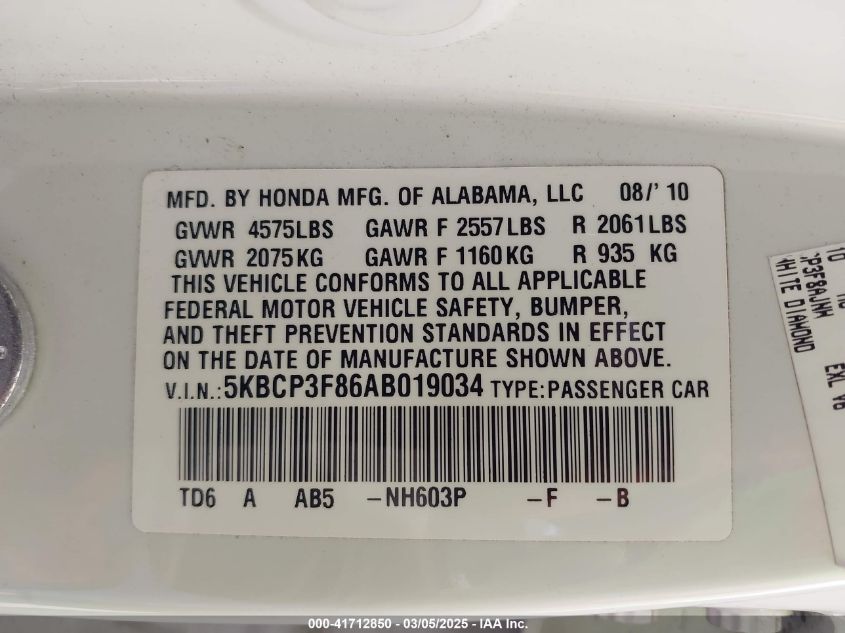 MFD. BY HONDA MFG. OF ALABAMA, LLC 08/'10
GVWR 4575LBS GAWR F 2557LBS R 2061LBS
GVWR 2075KG GAWR F 1160KG R 935 KG
THIS VEHICLE CONFORMS TO ALL APPLICABLE
FEDERAL MOTOR VEHICLE SAFETY, BUMPER,
AND THEFT PREVENTION STANDARDS IN EFFECT
ON THE DATE OF MANUFACTURE SHOWN ABOVE.
V.I.N.:5KBCP3F86AB019034 TYPE:PASSENGER CAR
TD6 A AB5 -NH603P -F -B
CP3F8AJNW
WHITE DIAMOND
EXL V6
000-41712850 / 03/05/2025 - IAA Inc.